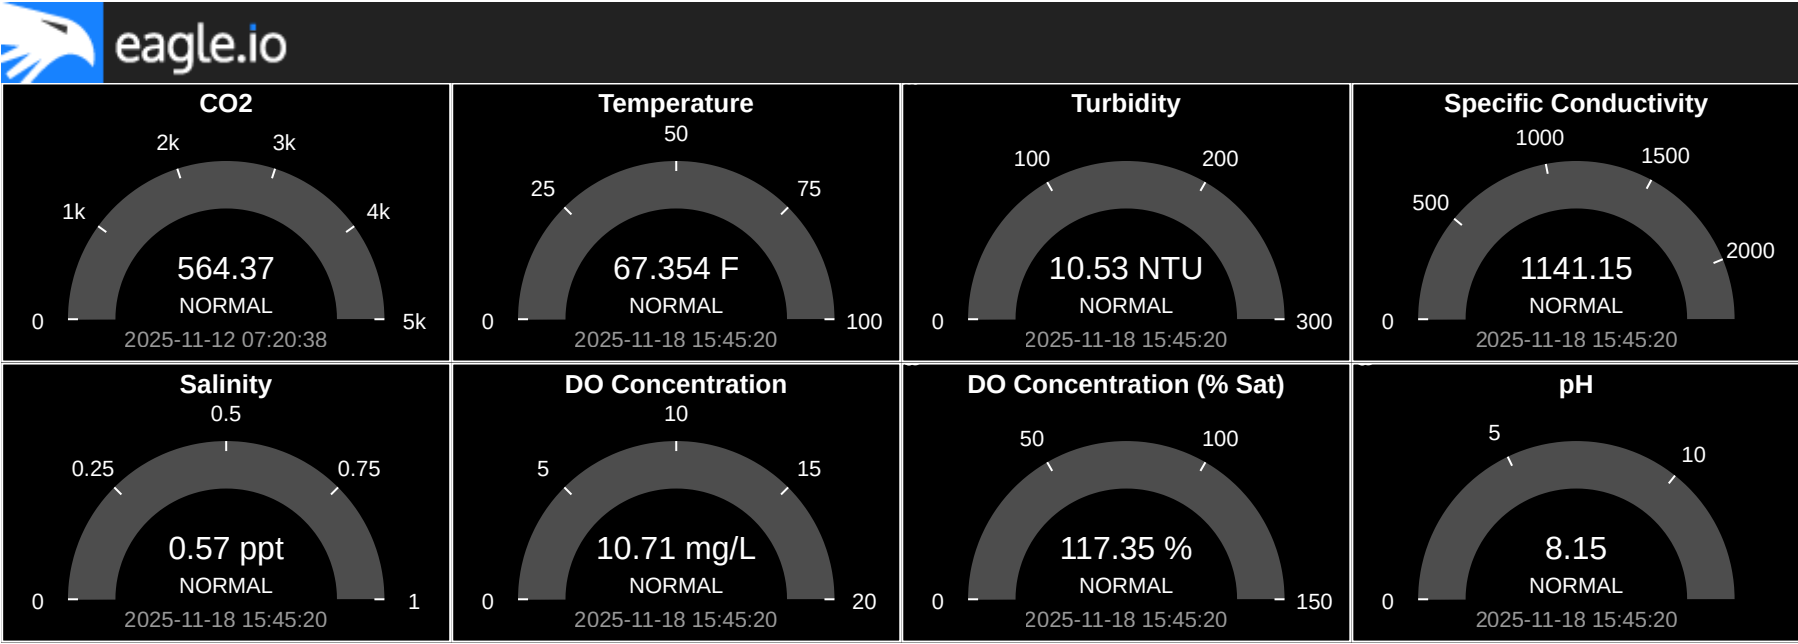 eagle.io
CO2
2k 3k
1k 4k
564.37
NORMAL
0 5k
2025-11-12 07:20:38
Temperature
50
25 75
67.354 F
NORMAL
0 100
2025-11-18 15:45:20
Turbidity
100 200
10.53 NTU
NORMAL
0 300
2025-11-18 15:45:20
Specific Conductivity
1000
1500
500
2000
1141.15
NORMAL
0
2025-11-18 15:45:20
Salinity
0.5
0.25 0.75
0.57 ppt
NORMAL
0 1
2025-11-18 15:45:20
DO Concentration
10
5 15
10.71 mg/L
NORMAL
0 20
2025-11-18 15:45:20
DO Concentration (% Sat)
50 100
117.35 %
NORMAL
0 150
2025-11-18 15:45:20
pH
5
10
8.15
NORMAL
0
2025-11-18 15:45:20